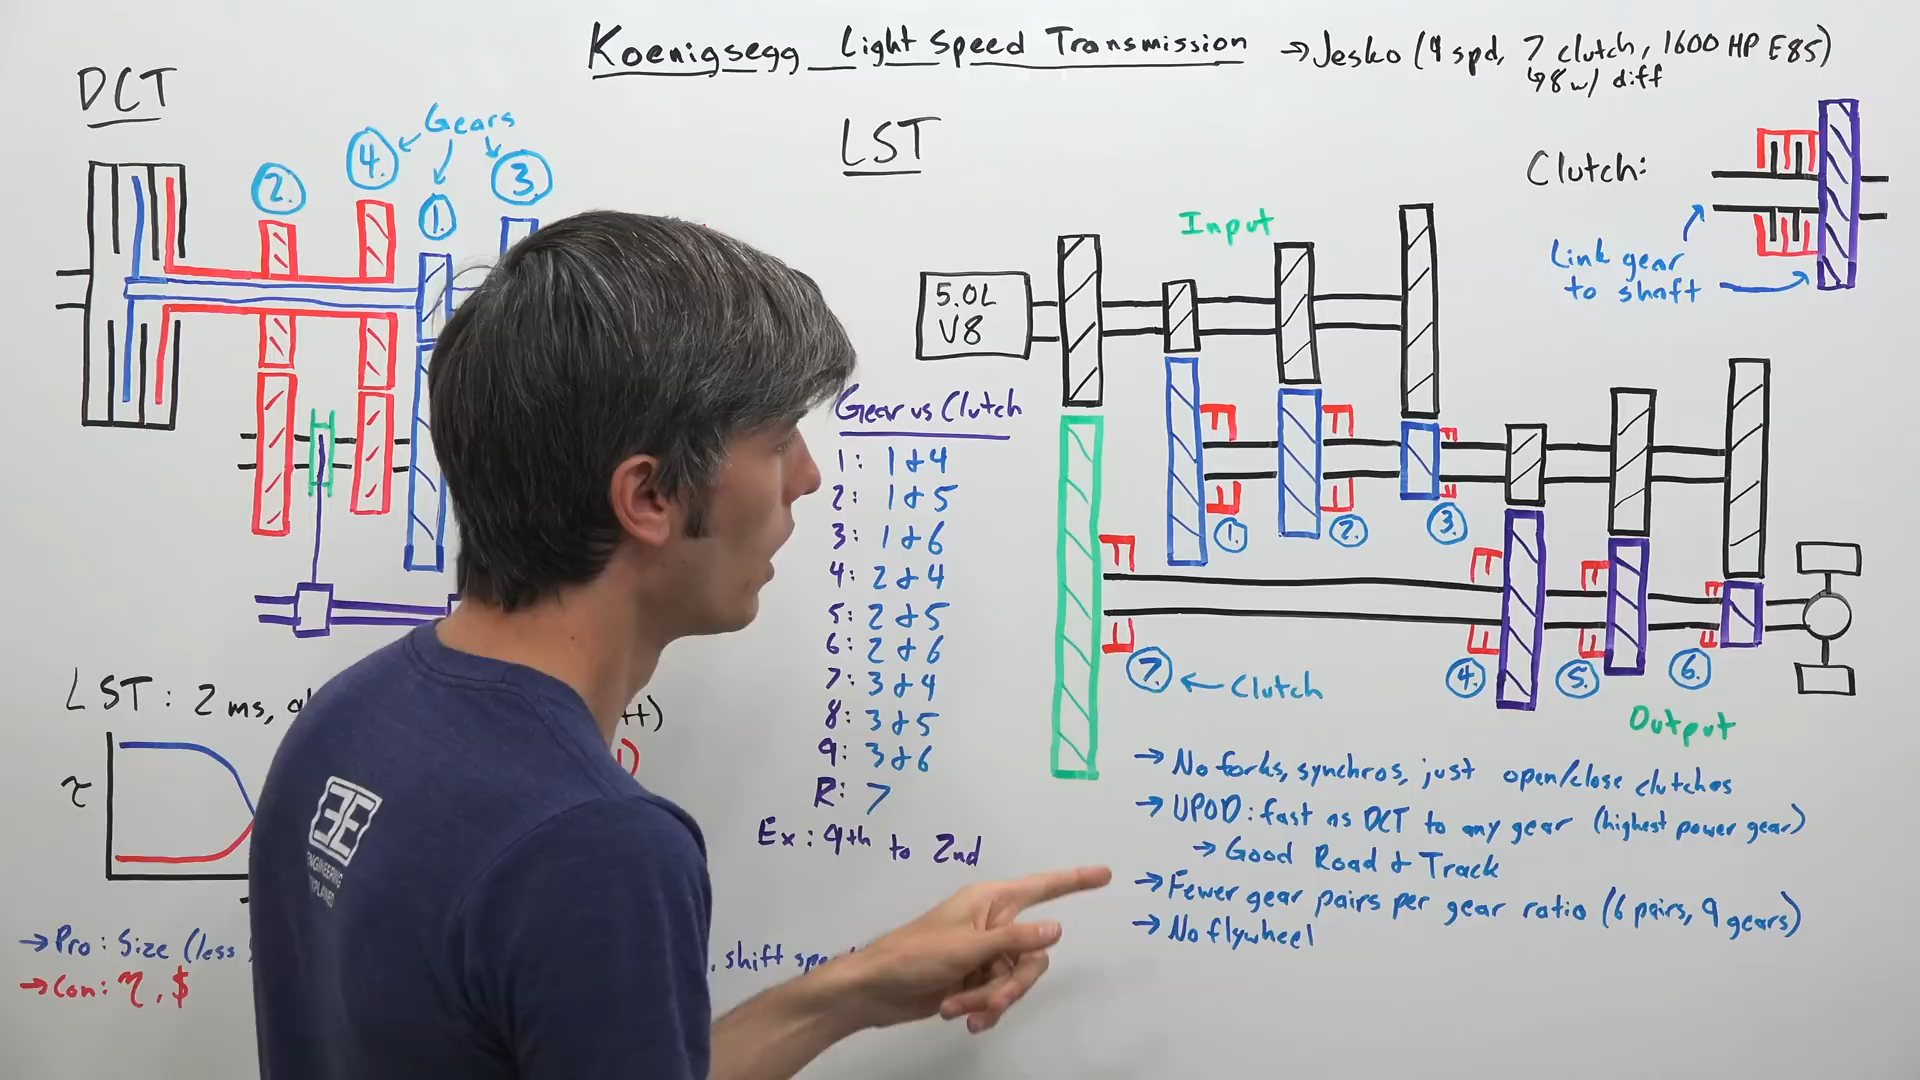 Koenigsegg Light Speed Transmission → Jesko (9 spd, 7 clutch, 1600 HP E85)
↳ 8 w/ diff
DCT
Gears
4.
2.
3.
1.
LST
Clutch:
Link gear
to shaft
Input
5.0L
V8
Gear vs Clutch
1: 1 & 4
2: 1 & 5
3: 1 & 6
4: 2 & 4
5: 2 & 5
6: 2 & 6
7: 3 & 4
8: 3 & 5
9: 3 & 6
R: 7
Ex: 9th to 2nd
1.
2.
3.
7.
← Clutch
4.
5.
6.
Output
→ No forks, synchros, just open/close clutches
→ UPOD: fast as DCT to any gear (highest power gear)
→ Good Road & Track
→ Fewer gear pairs per gear ratio (6 pairs, 9 gears)
→ No flywheel
LST: 2 ms,
τ
→ Pro: Size (less
shift
→ Con: η, $
EE
ENGINEERING
EXPLAINED